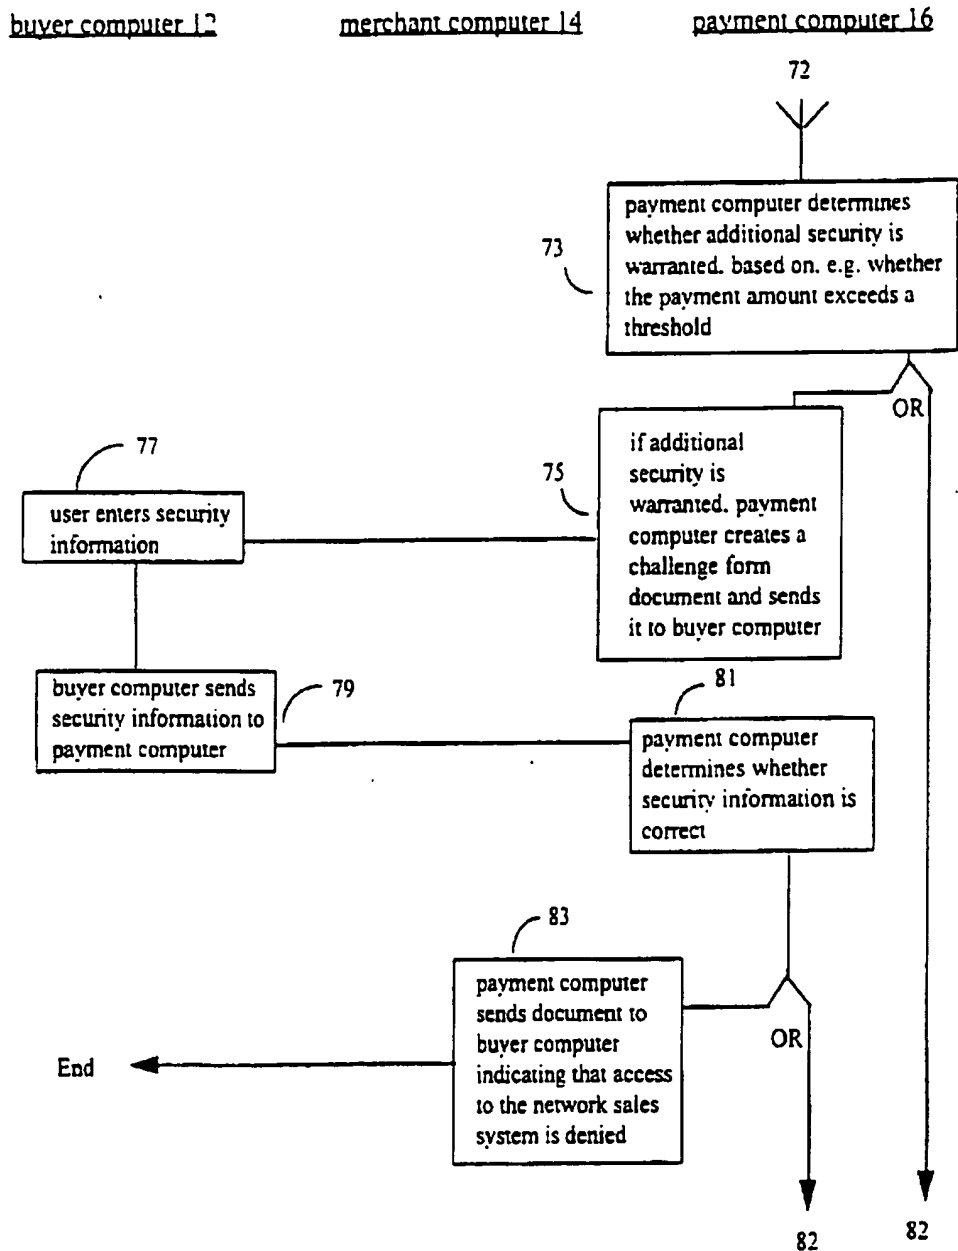 buyer computer 12
merchant computer 14
payment computer 16
72
payment computer determines
whether additional security is
warranted. based on. e.g. whether
the payment amount exceeds a
threshold
73
OR
if additional
security is
warranted. payment
computer creates a
challenge form
document and sends
it to buyer computer
75
77
user enters security
information
buyer computer sends
security information to
payment computer
79
81
payment computer
determines whether
security information is
correct
83
payment computer
sends document to
buyer computer
indicating that access
to the network sales
system is denied
OR
End
82
82